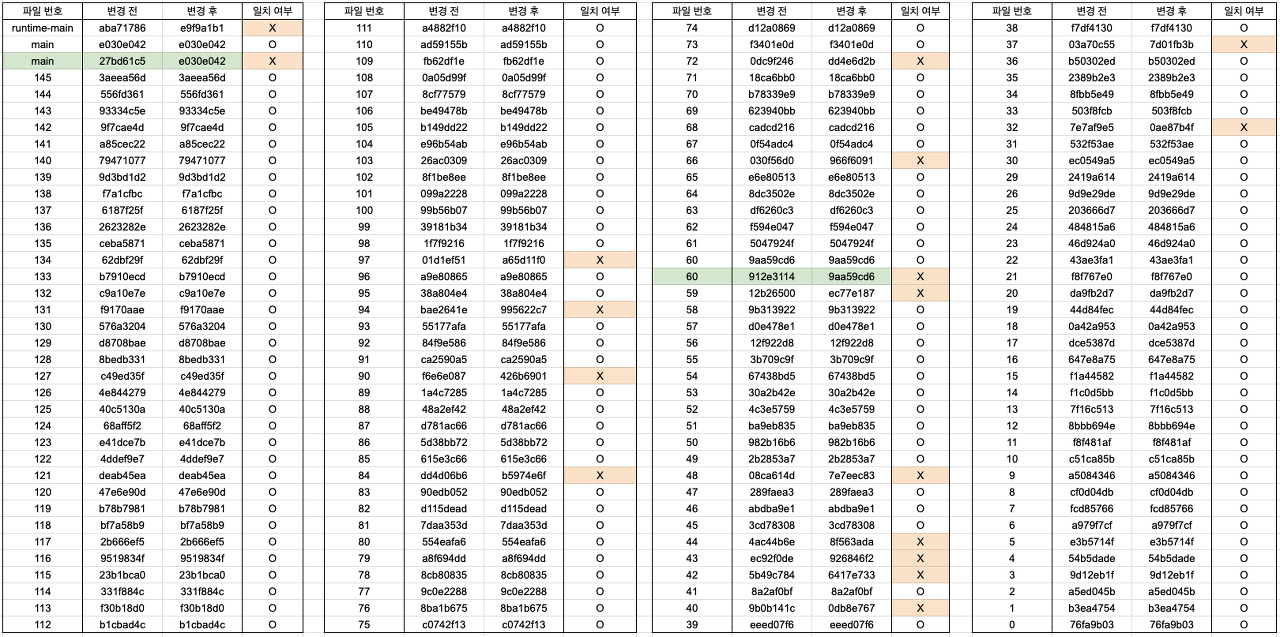 파일 번호 변경 전 변경 후 일치 여부 파일 번호 변경 전 변경 후 일치 여부 파일 번호 변경 전 변경 후 일치 여부 파일 번호 변경 전 변경 후 일치 여부
runtime-main aba71786 e9f9a1b1 X 111 a4882f10 a4882f10 O 74 d12a0869 d12a0869 O 38 f7df4130 f7df4130 O
main e030e042 e030e042 O 110 ad59155b ad59155b O 73 f3401e0d f3401e0d O 37 03a70c55 7d01fb3b X
main 27bd61c5 e030e042 X 109 fb62df1e fb62df1e O 72 0dc9f246 dd4e6d2b X 36 b50302ed b50302ed O
145 3aeea56d 3aeea56d O 108 0a05d99f 0a05d99f O 71 18ca6bb0 18ca6bb0 O 35 2389b2e3 2389b2e3 O
144 556fd361 556fd361 O 107 8cf77579 8cf77579 O 70 b78339e9 b78339e9 O 34 8fbb5e49 8fbb5e49 O
143 93334c5e 93334c5e O 106 be49478b be49478b O 69 623940bb 623940bb O 33 503f8fcb 503f8fcb O
142 9f7cae4d 9f7cae4d O 105 b149dd22 b149dd22 O 68 cadcd216 cadcd216 O 32 7e7af9e5 0ae87b4f X
141 a85cec22 a85cec22 O 104 e96b54ab e96b54ab O 67 0f54adc4 0f54adc4 O 31 532f53ae 532f53ae O
140 79471077 79471077 O 103 26ac0309 26ac0309 O 66 030f56d0 966f6091 X 30 ec0549a5 ec0549a5 O
139 9d3bd1d2 9d3bd1d2 O 102 8f1be8ee 8f1be8ee O 65 e6e80513 e6e80513 O 29 2419a614 2419a614 O
138 f7a1cfbc f7a1cfbc O 101 099a2228 099a2228 O 64 8dc3502e 8dc3502e O 26 9d9e29de 9d9e29de O
137 6187f25f 6187f25f O 100 99b56b07 99b56b07 O 63 df6260c3 df6260c3 O 25 203666d7 203666d7 O
136 2623282e 2623282e O 99 39181b34 39181b34 O 62 f594e047 f594e047 O 24 484815a6 484815a6 O
135 ceba5871 ceba5871 O 98 1f7f9216 1f7f9216 O 61 5047924f 5047924f O 23 46d924a0 46d924a0 O
134 62dbf29f 62dbf29f O 97 01d1ef51 a65d11f0 X 60 9aa59cd6 9aa59cd6 O 22 43ae3fa1 43ae3fa1 O
133 b7910ecd b7910ecd O 96 a9e80865 a9e80865 O 60 912e3114 9aa59cd6 X 21 f8f767e0 f8f767e0 O
132 c9a10e7e c9a10e7e O 95 38a804e4 38a804e4 O 59 12b26500 ec77e187 X 20 da9fb2d7 da9fb2d7 O
131 f9170aae f9170aae O 94 bae2641e 995622c7 X 58 9b313922 9b313922 O 19 44d84fec 44d84fec O
130 576a3204 576a3204 O 93 55177afa 55177afa O 57 d0e478e1 d0e478e1 O 18 0a42a953 0a42a953 O
129 d8708bae d8708bae O 92 84f9e586 84f9e586 O 56 12f922d8 12f922d8 O 17 dce5387d dce5387d O
128 8bedb331 8bedb331 O 91 ca2590a5 ca2590a5 O 55 3b709c9f 3b709c9f O 16 647e8a75 647e8a75 O
127 c49ed35f c49ed35f O 90 f6e6e087 426b6901 X 54 67438bd5 67438bd5 O 15 f1a44582 f1a44582 O
126 4e844279 4e844279 O 89 1a4c7285 1a4c7285 O 53 30a2b42e 30a2b42e O 14 f1c0d5bb f1c0d5bb O
125 40c5130a 40c5130a O 88 48a2ef42 48a2ef42 O 52 4c3e5759 4c3e5759 O 13 7f16c513 7f16c513 O
124 68aff5f2 68aff5f2 O 87 d781ac66 d781ac66 O 51 ba9eb835 ba9eb835 O 12 8bbb694e 8bbb694e O
123 e41dce7b e41dce7b O 86 5d38bb72 5d38bb72 O 50 982b16b6 982b16b6 O 11 f8f481af f8f481af O
122 4ddef9e7 4ddef9e7 O 85 615e3c66 615e3c66 O 49 2b2853a7 2b2853a7 O 10 c51ca85b c51ca85b O
121 deab45ea deab45ea O 84 dd4d06b6 b5974e6f X 48 08ca614d 7e7eec83 X 9 a5084346 a5084346 O
120 47e6e90d 47e6e90d O 83 90edb052 90edb052 O 47 289faea3 289faea3 O 8 cf0d04db cf0d04db O
119 b78b7981 b78b7981 O 82 d115dead d115dead O 46 abdba9e1 abdba9e1 O 7 fcd85766 fcd85766 O
118 bf7a58b9 bf7a58b9 O 81 7daa353d 7daa353d O 45 3cd78308 3cd78308 O 6 a979f7cf a979f7cf O
117 2b666ef5 2b666ef5 O 80 554eafa6 554eafa6 O 44 4ac44b6e 8f563ada X 5 e3b5714f e3b5714f O
116 9519834f 9519834f O 79 a8f694dd a8f694dd O 43 ec92f0de 926846f2 X 4 54b5dade 54b5dade O
115 23b1bca0 23b1bca0 O 78 8cb80835 8cb80835 O 42 5b49c784 6417e733 X 3 9d12eb1f 9d12eb1f O
114 331f884c 331f884c O 77 9c0e2288 9c0e2288 O 41 8a2af0bf 8a2af0bf O 2 a5ed045b a5ed045b O
113 f30b18d0 f30b18d0 O 76 8ba1b675 8ba1b675 O 40 9b0b141c 0db8e767 X 1 b3ea4754 b3ea4754 O
112 b1cbad4c b1cbad4c O 75 c0742f13 c0742f13 O 39 eeed07f6 eeed07f6 O 0 76fa9b03 76fa9b03 O